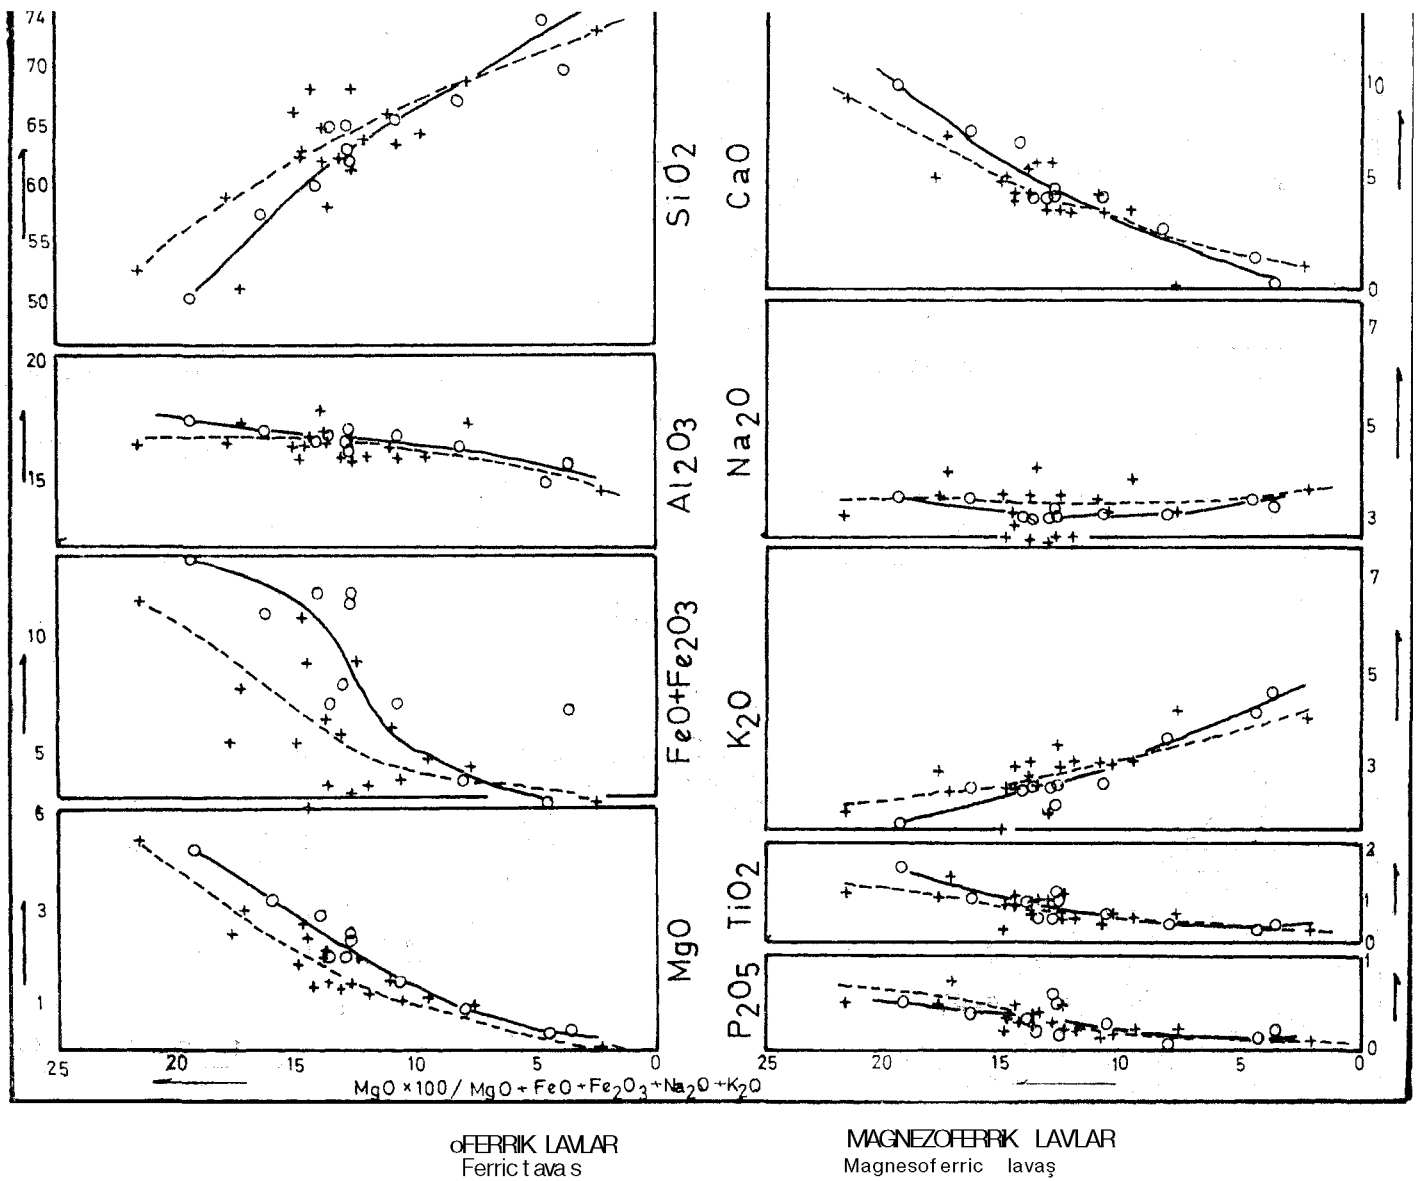 74
70
65
60
55
50
SiO2
20
15
Al2O3
10
5
FeO+Fe2O3
6
3
1
MgO
25 20 15 10 5 0
CaO
10
5
0
Na2O
7
5
3
K2O
7
5
3
TiO2
2
1
0
P2O5
1
0
25 20 15 10 5 0
MgO×100/MgO+FeO+Fe2O3+Na2O+K2O
oFERRIK LAVLAR
Ferric tavas
MAGNEZOFERRİK LAVLAR
Magnesoferric lavaş